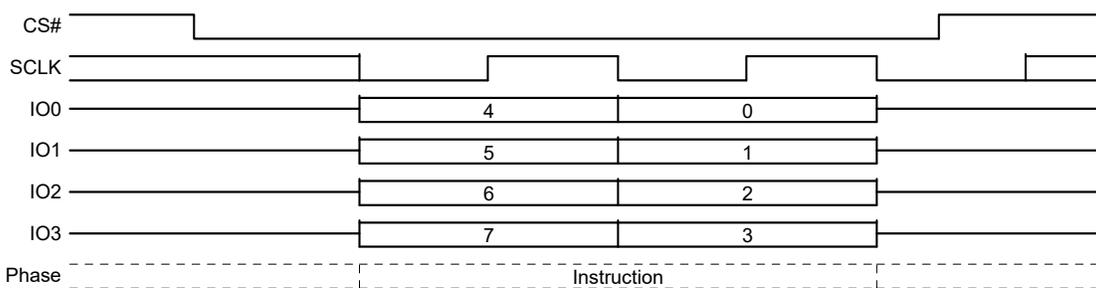 CS#
SCLK
IO0 4 0
IO1 5 1
IO2 6 2
IO3 7 3
Phase Instruction